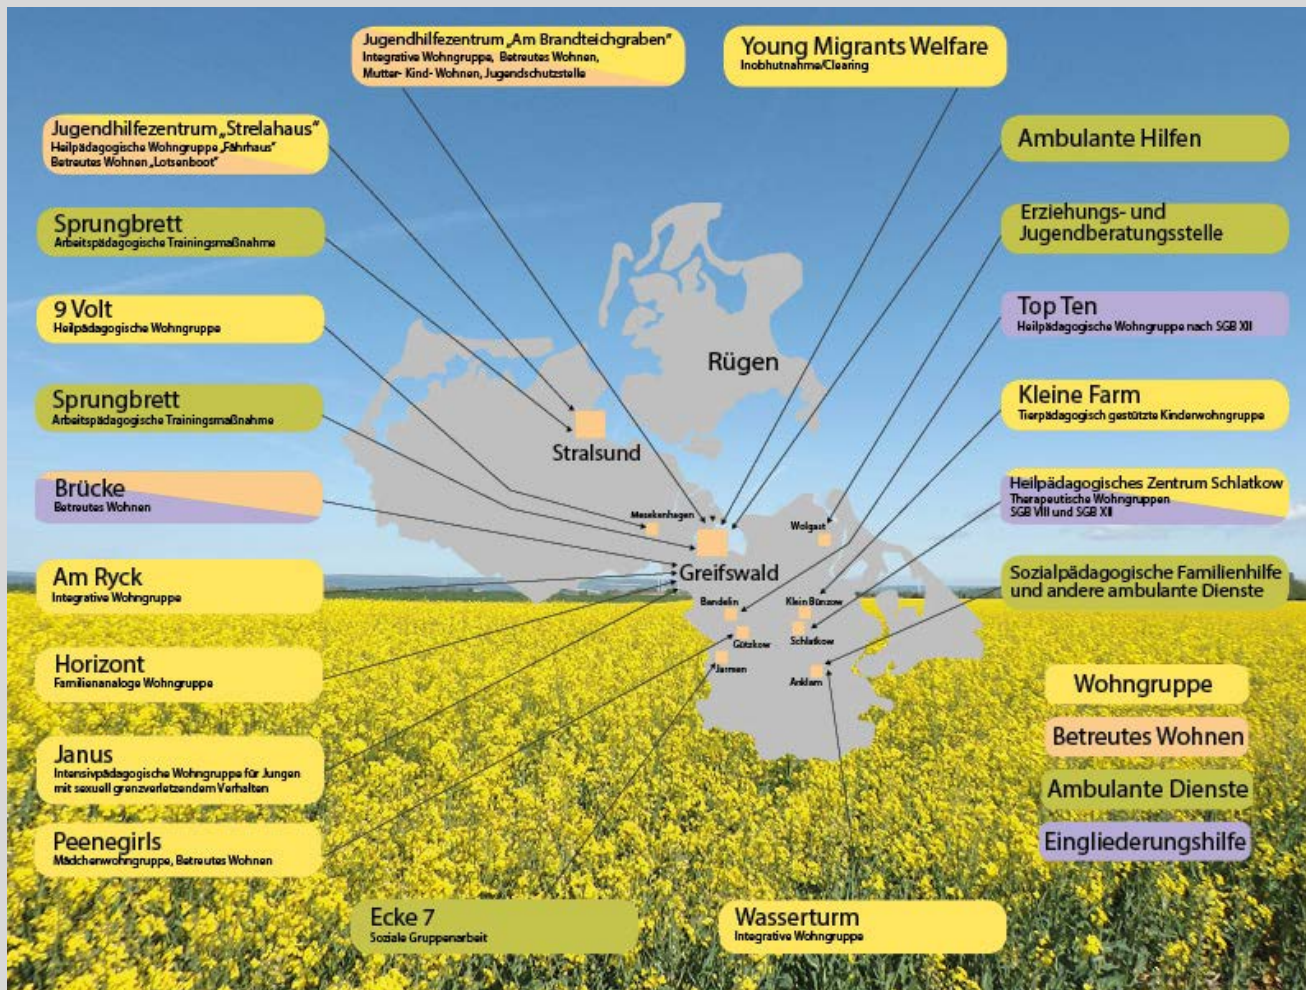 Jugendhilfezentrum „Am Brandteichgraben“
Integrative Wohngruppe, Betreutes Wohnen,
Mutter- Kind- Wohnen, Jugendschutzstelle
Young Migrants Welfare
Inobhutnahme/Clearing
Jugendhilfezentrum „Strelahaus“
Heilpädagogische Wohngruppe „Fährhaus“
Betreutes Wohnen „Lotsenboot“
Ambulante Hilfen
Sprungbrett
Arbeitspädagogische Trainingsmaßnahme
Erziehungs- und
Jugendberatungsstelle
9 Volt
Heilpädagogische Wohngruppe
Top Ten
Heilpädagogische Wohngruppe nach SGB XII
Sprungbrett
Arbeitspädagogische Trainingsmaßnahme
Kleine Farm
Tierpädagogisch gestützte Kinderwohngruppe
Brücke
Betreutes Wohnen
Heilpädagogisches Zentrum Schlatkow
Therapeutische Wohngruppen
SGB VIII und SGB XII
Am Ryck
Integrative Wohngruppe
Sozialpädagogische Familienhilfe
und andere ambulante Dienste
Horizont
Familienanaloge Wohngruppe
Janus
Intensivpädagogische Wohngruppe für Jungen
mit sexuell grenzverletzendem Verhalten
Peenegirls
Mädchenwohngruppe, Betreutes Wohnen
Ecke 7
Soziale Gruppenarbeit
Wasserturm
Integrative Wohngruppe
Rügen
Stralsund
Mesekenhagen
Wolgast
Greifswald
Bandelin
Klein Bünzow
Gützkow
Schlatkow
Jarmen
Anklam
Wohngruppe
Betreutes Wohnen
Ambulante Dienste
Eingliederungshilfe